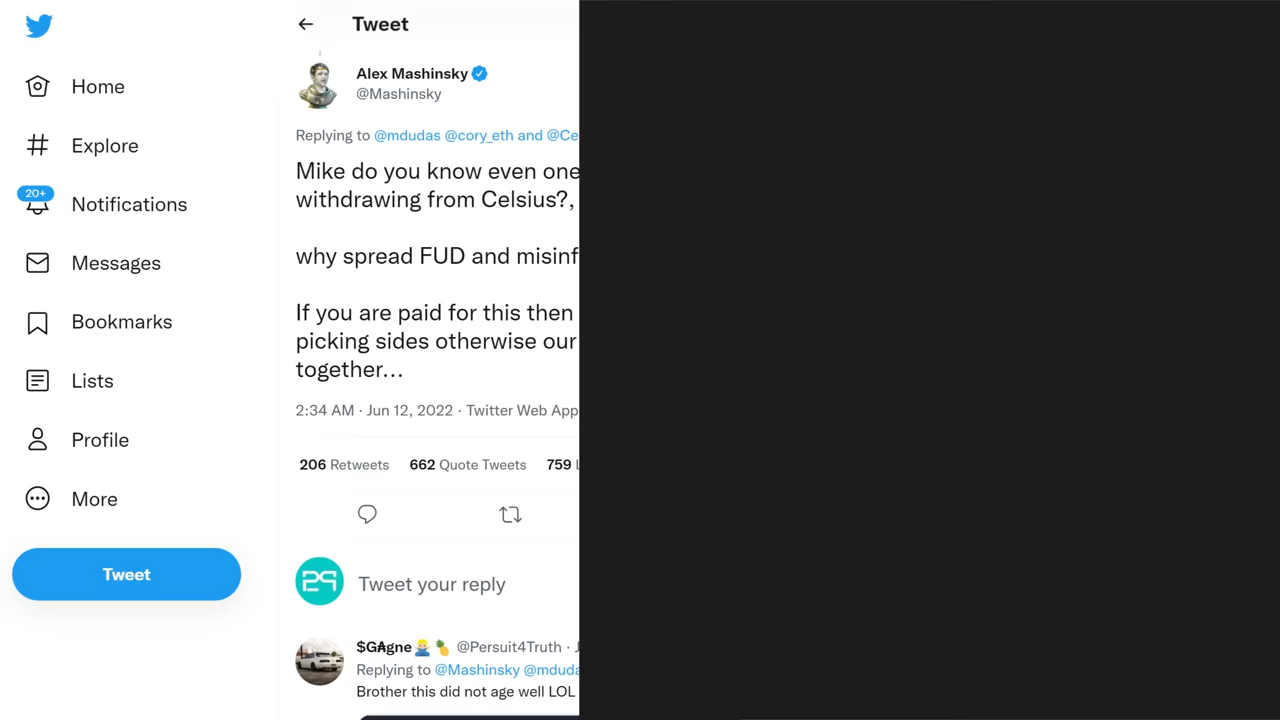 Home
Explore
20+
Notifications
Messages
Bookmarks
Lists
Profile
More
Tweet
Tweet
Alex Mashinsky
@Mashinsky
Replying to @mdudas @cory_eth and @Ce
Mike do you know even one
withdrawing from Celsius?,
why spread FUD and misinf
If you are paid for this then
picking sides otherwise our
together...
2:34 AM · Jun 12, 2022 · Twitter Web App
206 Retweets 662 Quote Tweets 759
Tweet your reply
$GAgne @Persuit4Truth ·
Replying to @Mashinsky @mduda
Brother this did not age well LOL